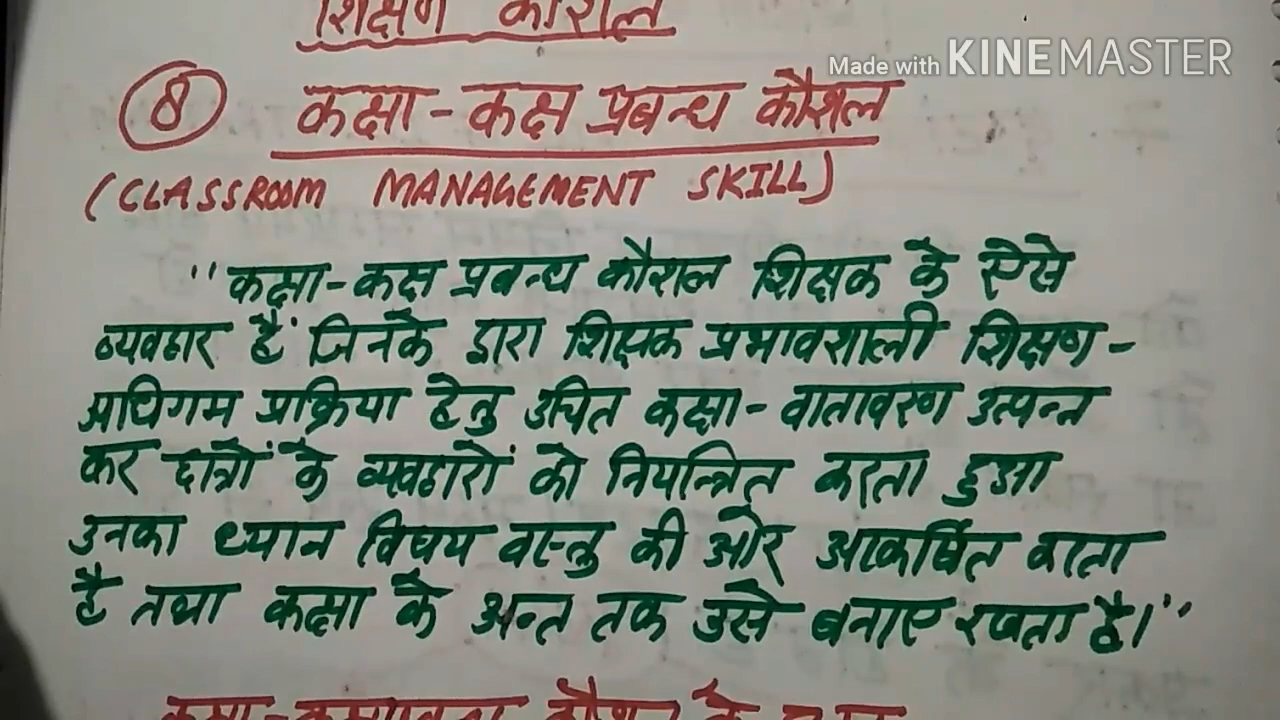 शिक्षण कौशल
Made with KINEMASTER
8 कक्षा-कक्ष प्रबन्ध कौशल
(CLASSROOM MANAGEMENT SKILL)
"कक्षा-कक्ष प्रबन्ध कौशल शिक्षक के ऐसे
व्यवहार हैं जिनके द्वारा शिक्षक प्रभावशाली शिक्षण-
अधिगम प्रक्रिया हेतु उचित कक्षा-वातावरण उत्पन्न
कर छात्रों के व्यवहारों को नियन्त्रित करता हुआ
उनका ध्यान विषय वस्तु की ओर आकर्षित करता
है तथा कक्षा के अन्त तक उसे बनाए रखता है।"